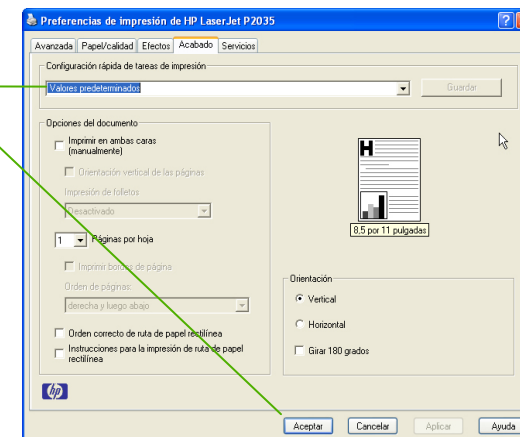 Preferencias de impresión de HP LaserJet P2035
Avanzada Papel/calidad Efectos Acabado Servicios
Configuración rápida de tareas de impresión
Valores predeterminados Guardar
Opciones del documento
Imprimir en ambas caras
(manualmente)
Orientación vertical de las páginas
Impresión de folletos
Desactivado
1 Páginas por hoja
Imprimir bordes de página
Orden de páginas:
derecha y luego abajo
Orden correcto de ruta de papel rectilínea
Instrucciones para la impresión de ruta de papel
rectilínea
H
8,5 por 11 pulgadas
Orientación
Vertical
Horizontal
Girar 180 grados
hp
Aceptar Cancelar Aplicar Ayuda